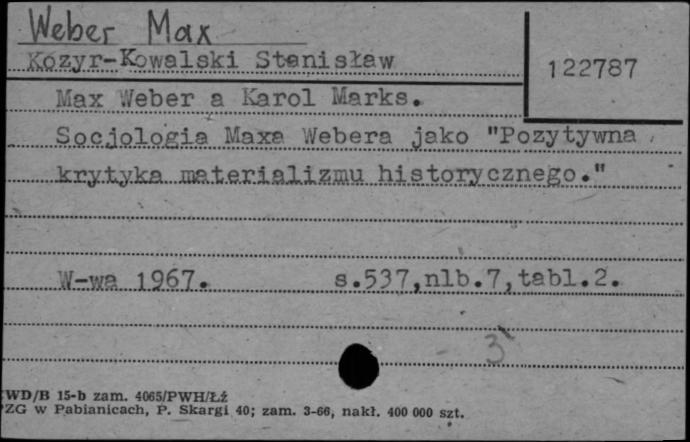 Weber Max
Kozyr-Kowalski Stanisław
122787
Max Weber a Karol Marks.
Socjologia Maxa Webera jako "Pozytywna
krytyka materializmu historycznego."
W-wa 1967. s.537,nlb.7,tabl.2.
3
WD/B 15-b zam. 4065/PWH/Łź
PZG w Pabianicach, P. Skargi 40; zam. 3-66, nakł. 400 000 szt.